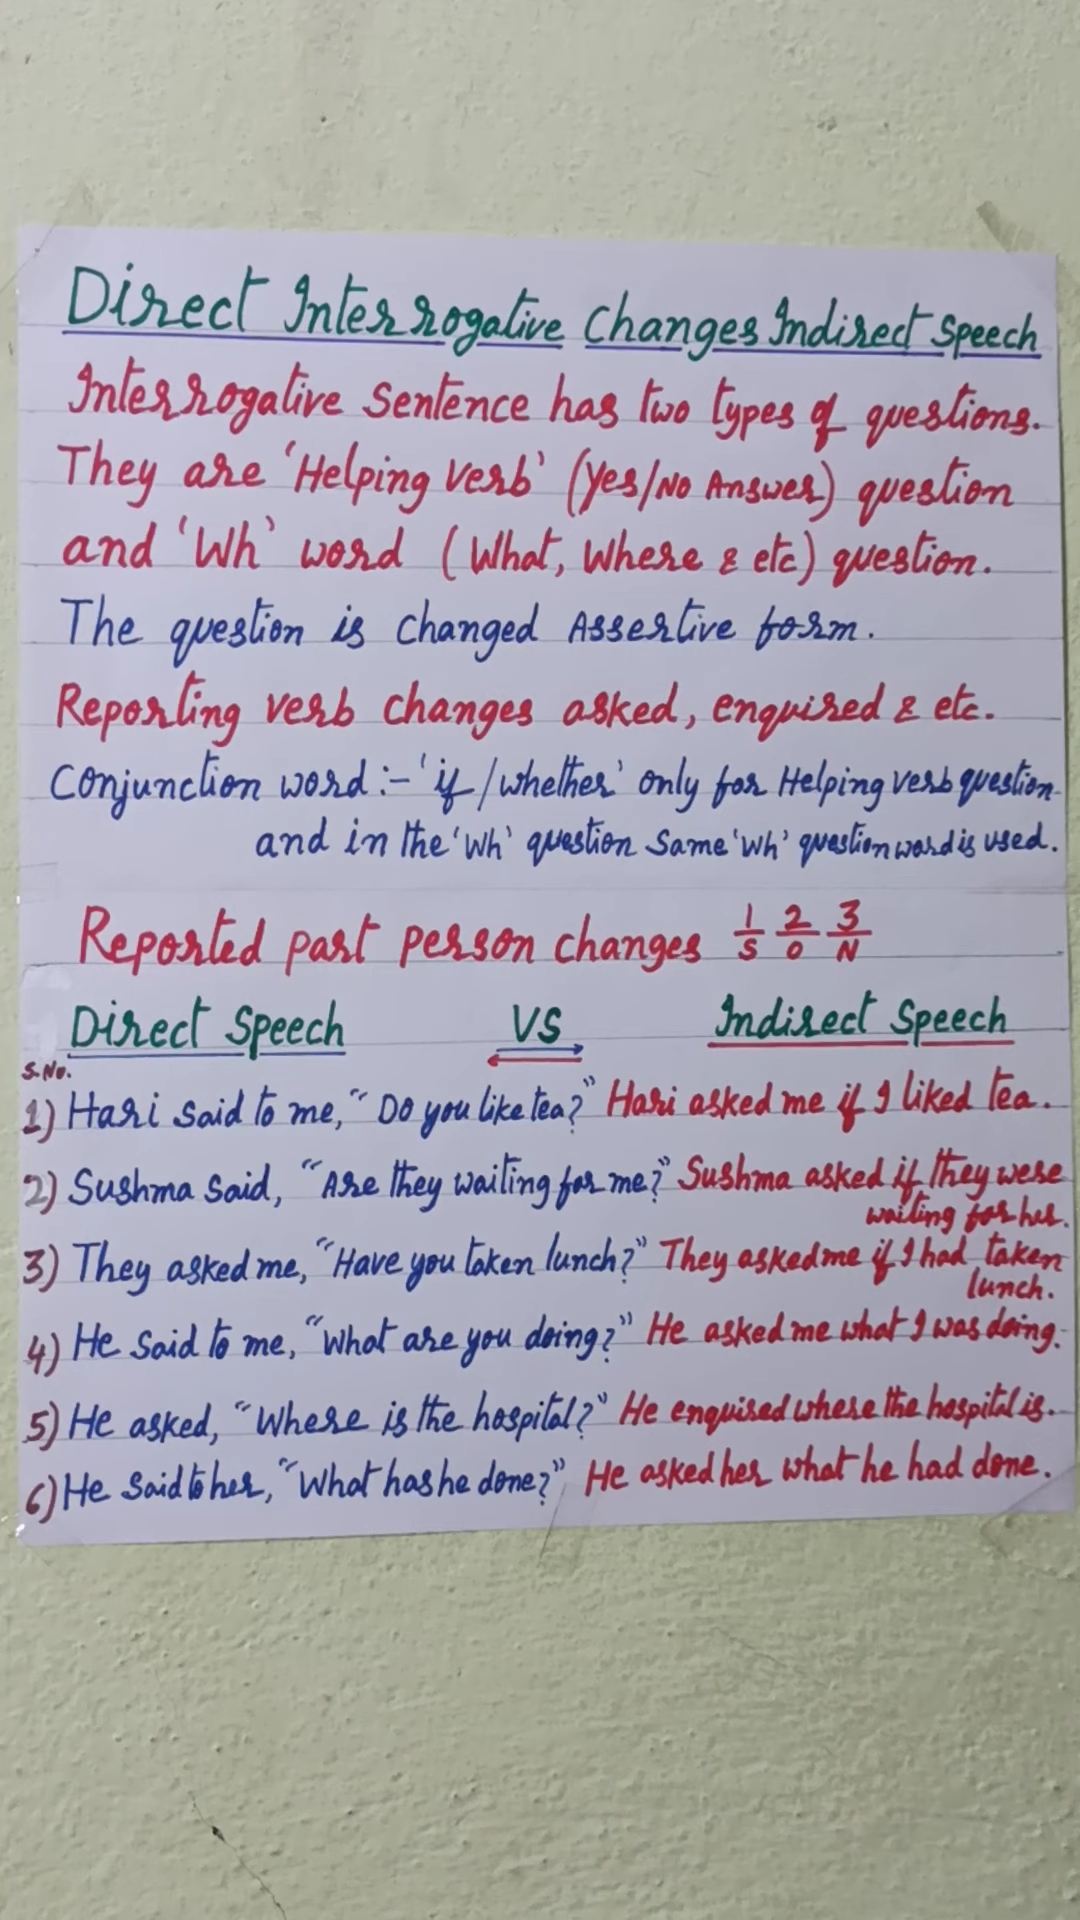 Direct Interrogative Changes Indirect Speech
Interrogative Sentence has two types of questions.
They are 'Helping Verb' (Yes/No Answer) question
and 'Wh' word (What, Where & etc) question.
The question is changed Assertive form.
Reporting verb changes asked, enquired & etc.
Conjunction word :- 'if/whether' only for Helping verb question
and in the 'Wh' question Same 'Wh' question word is used.
Reported part person changes 1/S 2/O 3/N
Direct Speech VS Indirect Speech
S.No.
1) Hari said to me, "Do you like tea?" Hari asked me if I liked tea.
2) Sushma said, "Are they waiting for me?" Sushma asked if they were
waiting for her.
3) They asked me, "Have you taken lunch?" They asked me if I had taken
lunch.
4) He said to me, "What are you doing?" He asked me what I was doing.
5) He asked, "Where is the hospital?" He enquired where the hospital is.
6) He said to her, "What has he done?" He asked her what he had done.